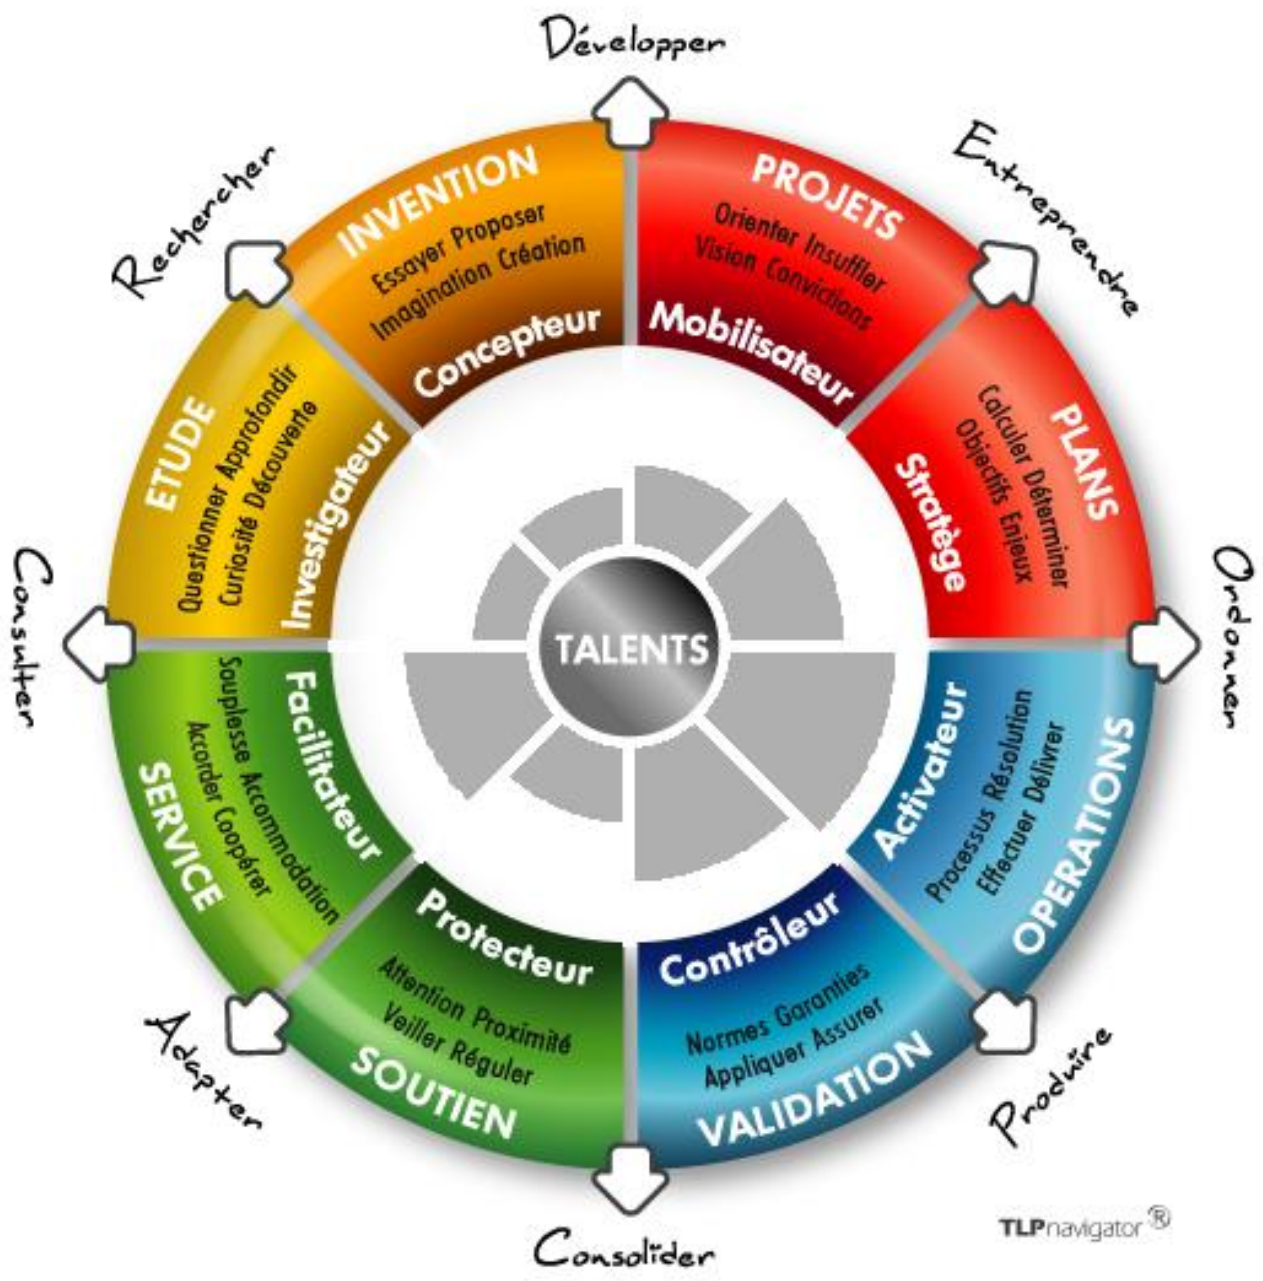 Développer
Entreprendre
Ordonner
Produire
Consolider
Adapter
Consulter
Rechercher
PROJETS
Orienter Insuffler
Vision Convictions
Mobilisateur
PLANS
Calculer Déterminer
Objectifs Enjeux
Stratège
OPERATIONS
Effectuer Délivrer
Processus Résolution
Activateur
Contrôleur
Normes Garanties
Appliquer Assurer
VALIDATION
Protecteur
Attention Proximité
Veiller Réguler
SOUTIEN
Facilitateur
Souplesse Accommodation
Accorder Coopérer
SERVICE
ETUDE
Questionner Approfondir
Curiosité Découverte
Investigateur
INVENTION
Essayer Proposer
Imagination Création
Concepteur
TALENTS
TLPnavigator ®